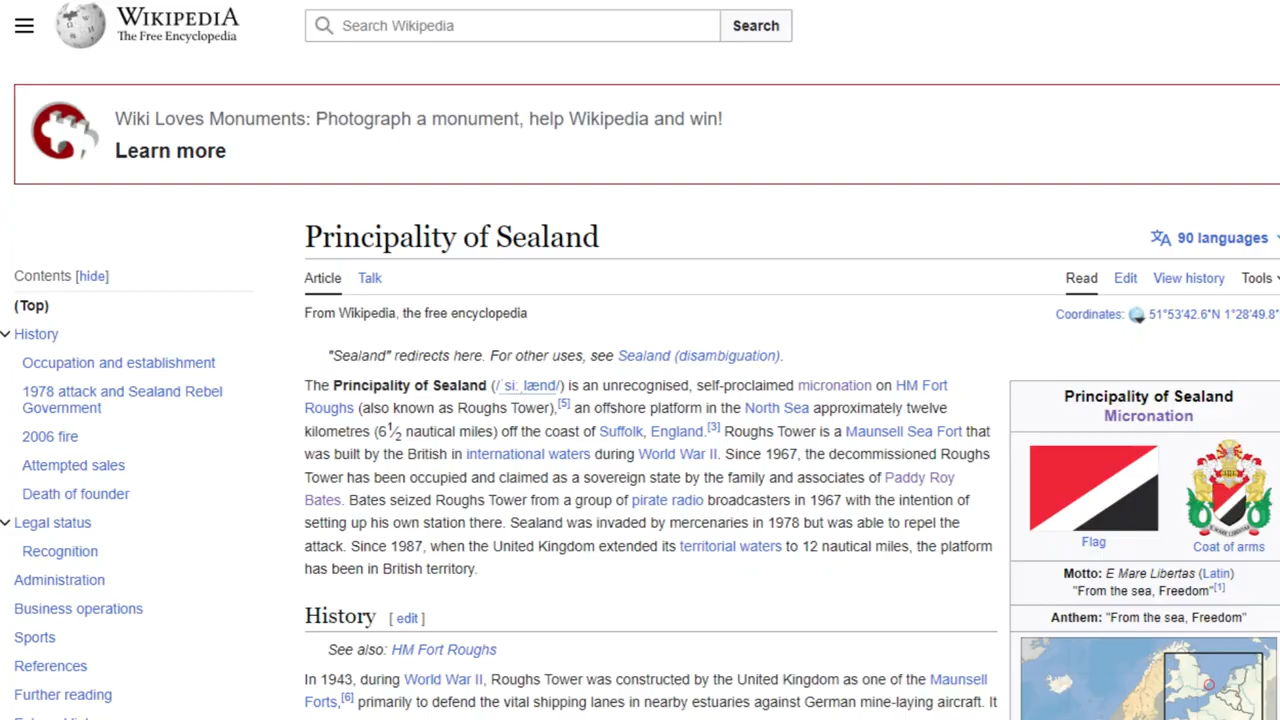 WIKIPEDIA
The Free Encyclopedia
Search Wikipedia
Search
Wiki Loves Monuments: Photograph a monument, help Wikipedia and win!
Learn more
Principality of Sealand
90 languages
Contents [hide]
(Top)
History
Occupation and establishment
1978 attack and Sealand Rebel
Government
2006 fire
Attempted sales
Death of founder
Legal status
Recognition
Administration
Business operations
Sports
References
Further reading
Article Talk
Read Edit View history Tools
From Wikipedia, the free encyclopedia
Coordinates: 51°53′42.6″N 1°28′49.8″
"Sealand" redirects here. For other uses, see Sealand (disambiguation).
The Principality of Sealand (/ˈsiːˌlænd/) is an unrecognised, self-proclaimed micronation on HM Fort
Roughs (also known as Roughs Tower),[5] an offshore platform in the North Sea approximately twelve
kilometres (6½ nautical miles) off the coast of Suffolk, England.[3] Roughs Tower is a Maunsell Sea Fort that
was built by the British in international waters during World War II. Since 1967, the decommissioned Roughs
Tower has been occupied and claimed as a sovereign state by the family and associates of Paddy Roy
Bates. Bates seized Roughs Tower from a group of pirate radio broadcasters in 1967 with the intention of
setting up his own station there. Sealand was invaded by mercenaries in 1978 but was able to repel the
attack. Since 1987, when the United Kingdom extended its territorial waters to 12 nautical miles, the platform
has been in British territory.
History [ edit ]
See also: HM Fort Roughs
In 1943, during World War II, Roughs Tower was constructed by the United Kingdom as one of the Maunsell
Forts,[6] primarily to defend the vital shipping lanes in nearby estuaries against German mine-laying aircraft. It
Principality of Sealand
Micronation
Flag
Coat of arms
Motto: E Mare Libertas (Latin)
"From the sea, Freedom"[1]
Anthem: "From the sea, Freedom"